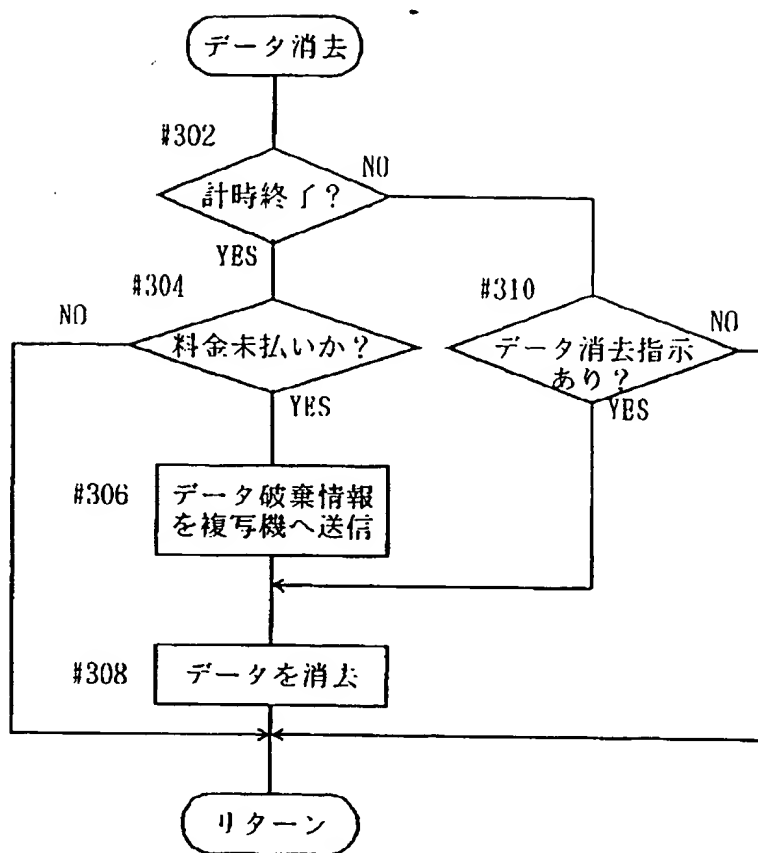 データ消去
#302
NO
計時終了?
YES
#304
#310
NO
NO
料金未払いか?
データ消去指示
あり?
YES
YES
#306
データ破棄情報
を複写機へ送信
#308
データを消去
リターン